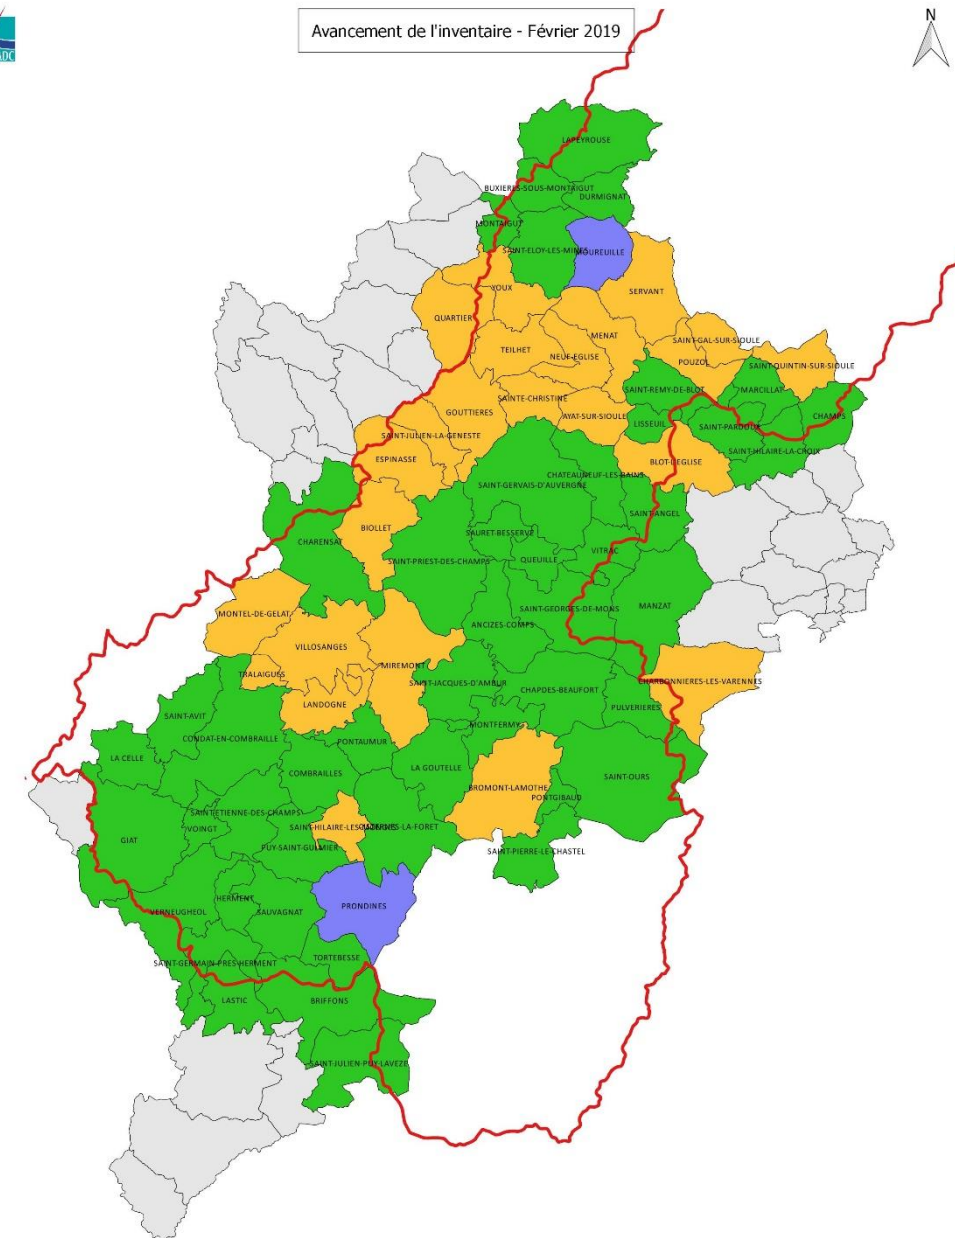 Avancement de l'inventaire - Février 2019
N
LAPEYROUSE
BUXIERES-SOUS-MONTAIGUT
DURMIGNAT
MONTAIGUT
SAINT-ELOY-LES-MINES
MOUREUILLE
YOUX
SERVANT
QUARTIER
MENAT
SAINT-GAL-SUR-SIOULE
TEILHET
NEUF-EGLISE
POUZOL
SAINT-QUINTIN-SUR-SIOULE
SAINT-REMY-DE-BLOT
MARCILLAT
SAINTE-CHRISTINE
GOUTTIERES
AYAT-SUR-SIOULE
CHAMPS
LISSEUIL
SAINT-PARDOUX
SAINT-JULIEN-LA-GENESTE
SAINT-HILAIRE-LA-CROIX
ESPINASSE
BLOT-L'EGLISE
CHATEAUNEUF-LES-BAINS
SAINT-GERVAIS-D'AUVERGNE
SAINT-ANGEL
BIOLLET
SAURET-BESSERVE
CHARENSAT
VITRAC
SAINT-PRIEST-DES-CHAMPS
QUEUILLE
MANZAT
SAINT-GEORGES-DE-MONS
MONTEL-DE-GELAT
ANCIZES-COMPS
VILLOSANGES
MIREMONT
TRALAIGUES
SAINT-JACQUES-D'AMBUR
CHARBONNIERES-LES-VARENNES
CHAPDES-BEAUFORT
LANDOGNE
PULVERIERES
SAINT-AVIT
MONTFERMY
CONDAT-EN-COMBRAILLE
PONTAUMUR
LA CELLE
LA GOUTELLE
COMBRAILLES
SAINT-OURS
BROMONT-LAMOTHE
PONTGIBAUD
SAINT-ETIENNE-DES-CHAMPS
VOINGT
SAINT-HILAIRE-LES-
-LA-FORET
GIAT
PUY-SAINT-GULMIER
SAINT-PIERRE-LE-CHASTEL
HERMENT
PRONDINES
VERNEUGHEOL
SAUVAGNAT
TORTEBESSE
SAINT-GERMAIN-PRES-HERMENT
LASTIC
BRIFFONS
SAINT-JULIEN-PUY-LAVEZE